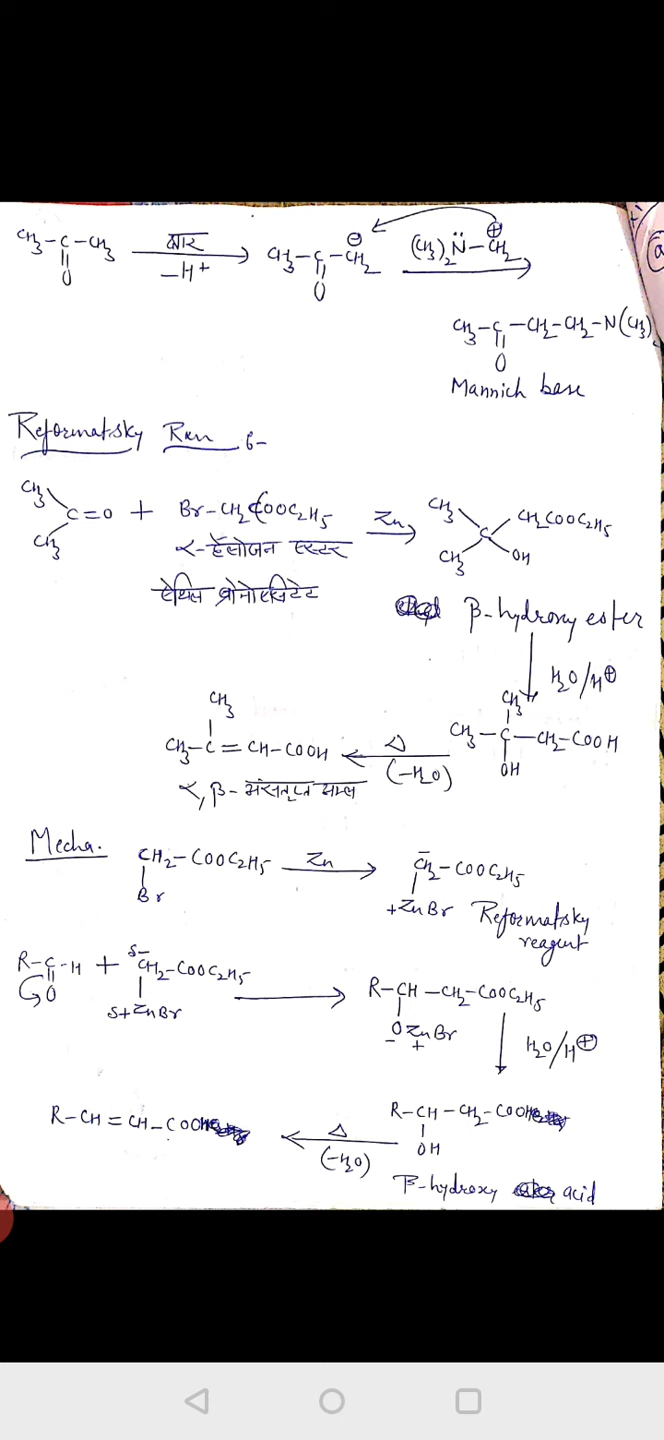 CH3-C-CH3 क्षार -H+ → CH3-C-CH2 ⊖ (CH3)2N̈-CH2 ⊕ →
|| O || O
CH3-C-CH2-CH2-N(CH3)2
|| O
Mannich base
Reformatsky Rxn :-
CH3 CH3 C=O + Br-CH2COOC2H5 Zn → CH3 CH3 C CH2COOC2H5 OH
α-हैलोजन एस्टर
एथिल ब्रोमोएसिटेट
β-hydroxy ester
↓ H2O/H⊕
CH3-C=CH-COOH ← Δ (-H2O) CH3-C-CH2-COOH
CH3 CH3 OH
α,β-असंतृप्त अम्ल
Mecha. CH2-COOC2H5 Zn → C̄H2-COOC2H5
Br +ZnBr Reformatsky
reagent
R-C-H + δ- CH2-COOC2H5 → R-CH-CH2-COOC2H5
|| O δ+ZnBr O ZnBr - +
↓ H2O/H⊕
R-CH=CH-COOH ← Δ (-H2O) R-CH-CH2-COOH
OH
β-hydroxy acid